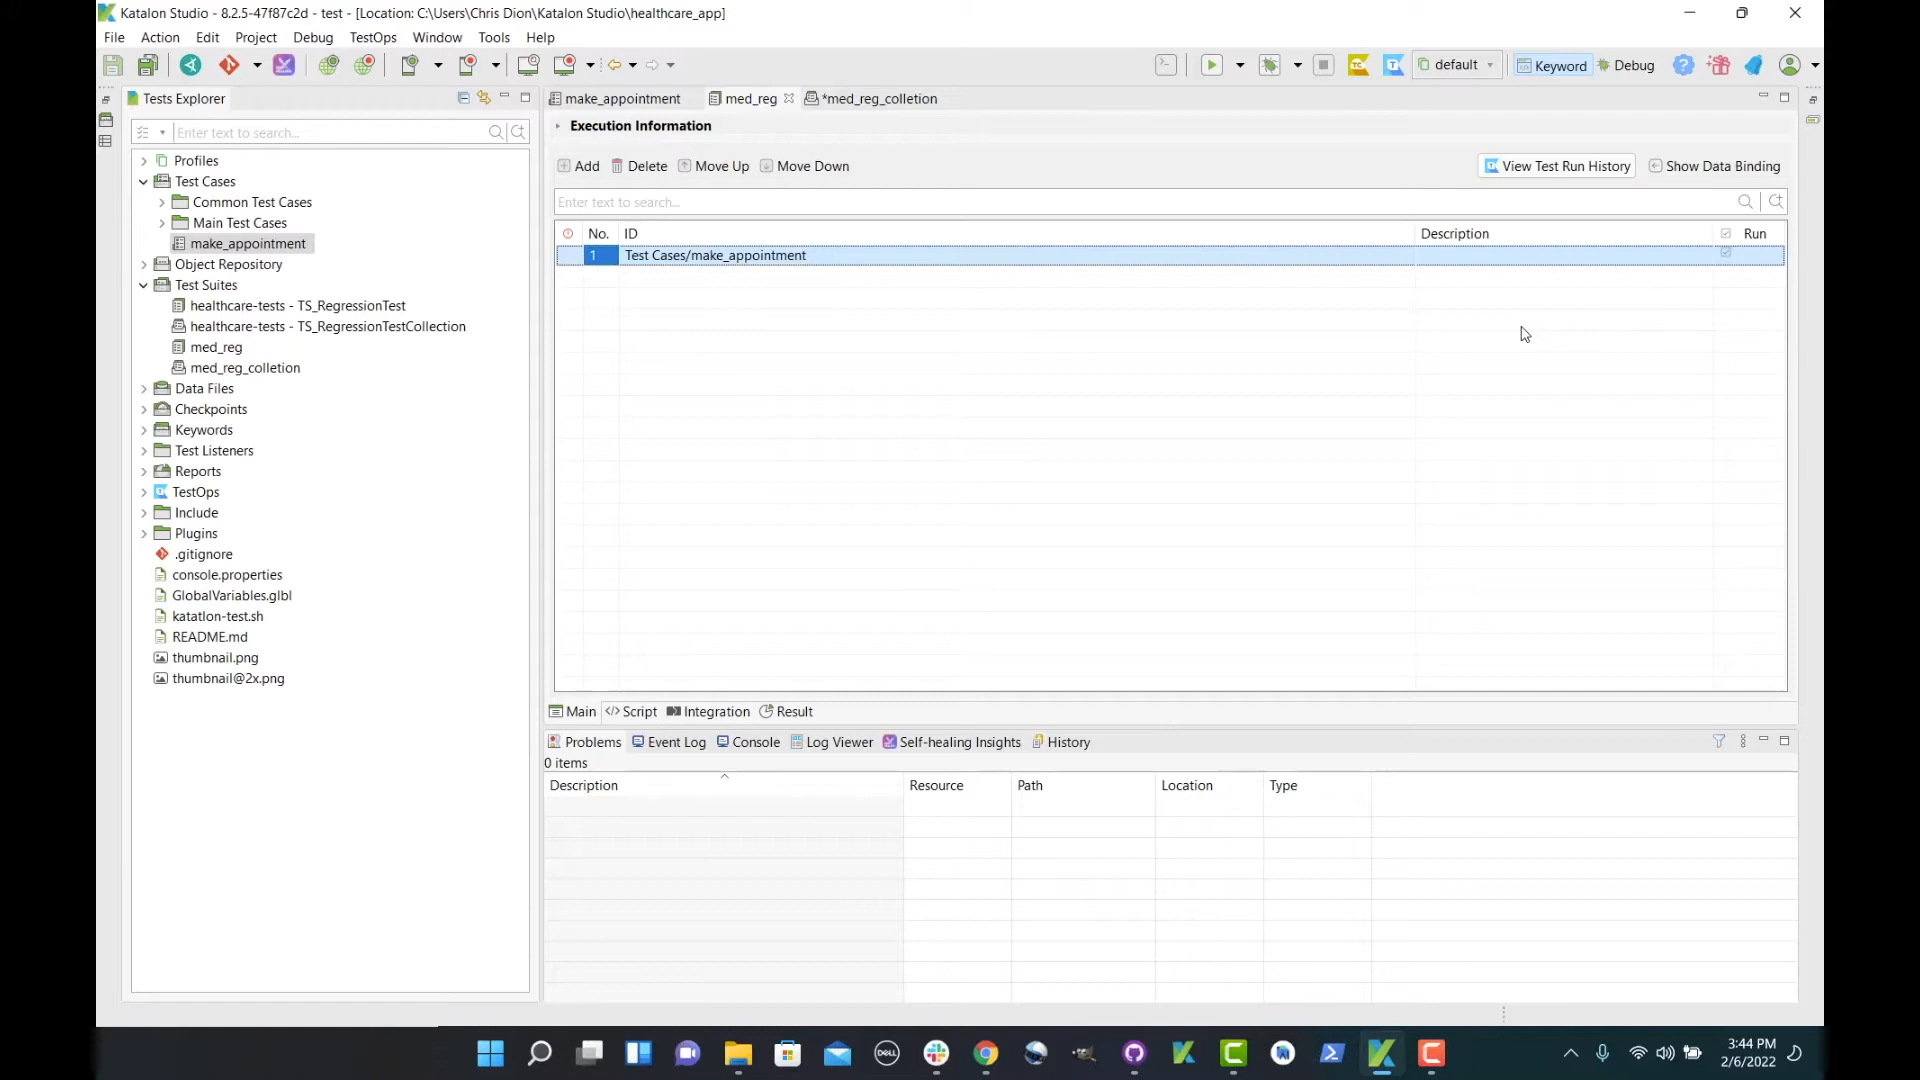 Katalon Studio - 8.2.5-47f87c2d - test - [Location: C:\Users\Chris Dion\Katalon Studio\healthcare_app]
File Action Edit Project Debug TestOps Window Tools Help
default Keyword Debug
Tests Explorer
make_appointment med_reg *med_reg_colletion
Enter text to search...
Execution Information
Add Delete Move Up Move Down View Test Run History Show Data Binding
Enter text to search...
No. ID Description Run
1 Test Cases/make_appointment
Profiles
Test Cases
Common Test Cases
Main Test Cases
make_appointment
Object Repository
Test Suites
healthcare-tests - TS_RegressionTest
healthcare-tests - TS_RegressionTestCollection
med_reg
med_reg_colletion
Data Files
Checkpoints
Keywords
Test Listeners
Reports
TestOps
Include
Plugins
.gitignore
console.properties
GlobalVariables.glbl
katatlon-test.sh
README.md
thumbnail.png
thumbnail@2x.png
Main Script Integration Result
Problems Event Log Console Log Viewer Self-healing Insights History
0 items
Description Resource Path Location Type
DELL
3:44 PM
2/6/2022